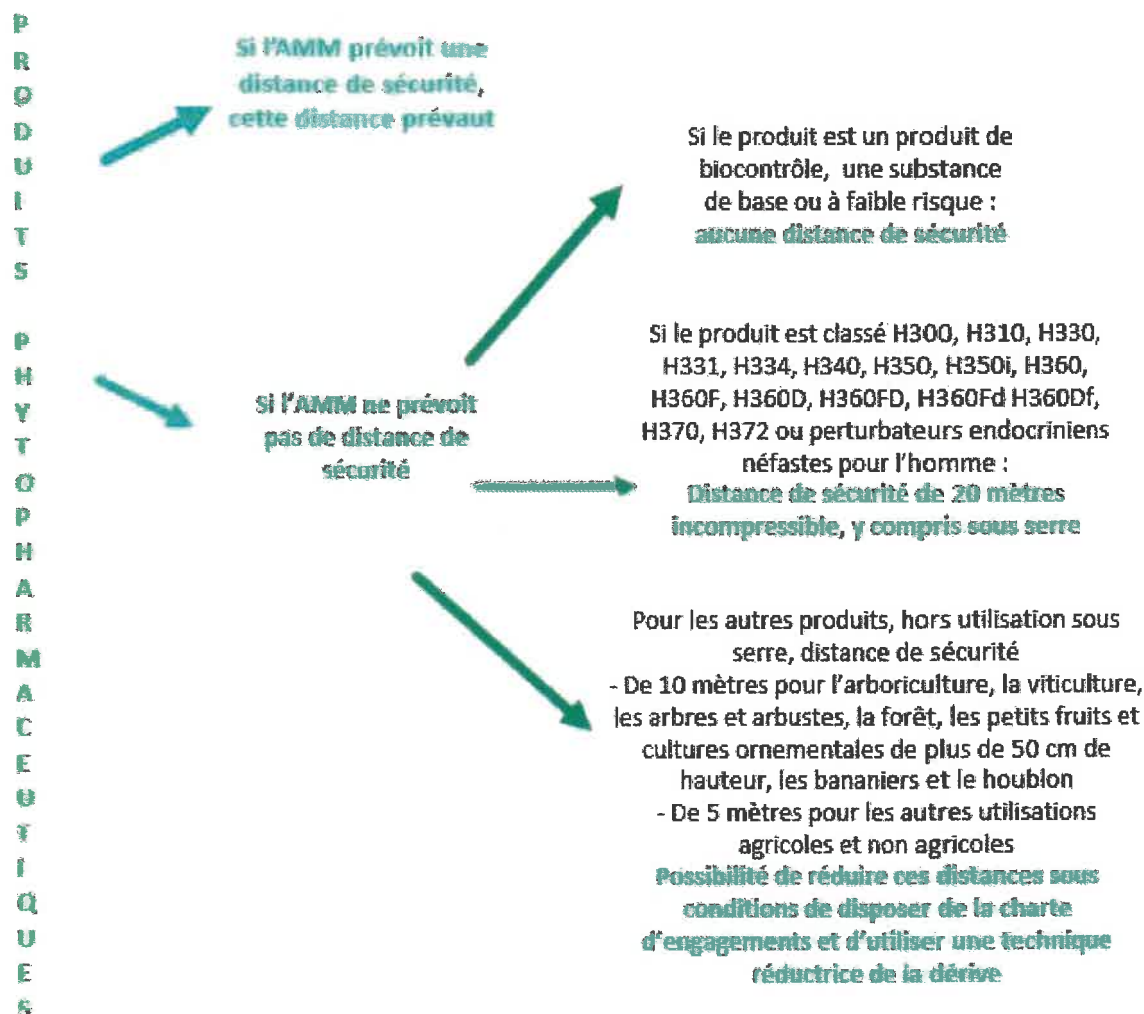 PRODUITS PHYTOPHARMACEUTIQUES
Si l'AMM prévoit une
distance de sécurité,
cette distance prévaut
Si l'AMM ne prévoit
pas de distance de
sécurité
Si le produit est un produit de
biocontrôle, une substance
de base ou à faible risque :
aucune distance de sécurité
Si le produit est classé H300, H310, H330,
H331, H334, H340, H350, H350i, H360,
H360F, H360D, H360FD, H360Fd H360Df,
H370, H372 ou perturbateurs endocriniens
néfastes pour l'homme :
Distance de sécurité de 20 mètres
incompressible, y compris sous serre
Pour les autres produits, hors utilisation sous
serre, distance de sécurité
- De 10 mètres pour l'arboriculture, la viticulture,
les arbres et arbustes, la forêt, les petits fruits et
cultures ornementales de plus de 50 cm de
hauteur, les bananiers et le houblon
- De 5 mètres pour les autres utilisations
agricoles et non agricoles
Possibilité de réduire ces distances sous
conditions de disposer de la charte
d'engagements et d'utiliser une technique
réductrice de la dérive